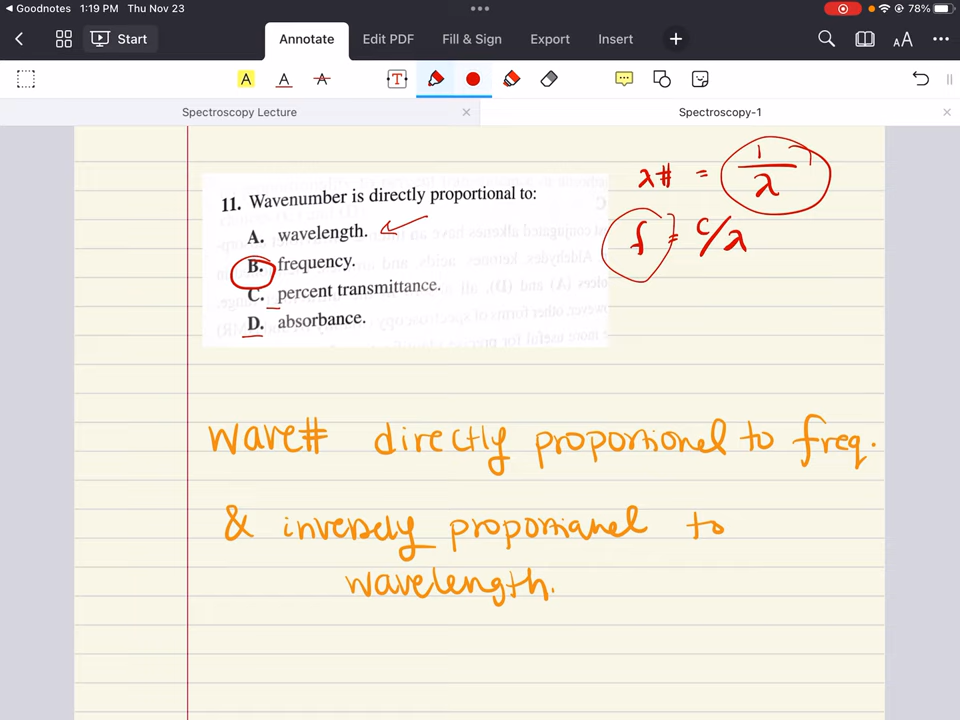 Goodnotes 1:19 PM Thu Nov 23 78%
Start Annotate Edit PDF Fill & Sign Export Insert
Spectroscopy Lecture Spectroscopy-1
11. Wavenumber is directly proportional to:
A. wavelength.
B. frequency.
C. percent transmittance.
D. absorbance.
λ# = 1/λ
f = c/λ
wave# directly proportional to freq.
& inversely proportional to
wavelength.